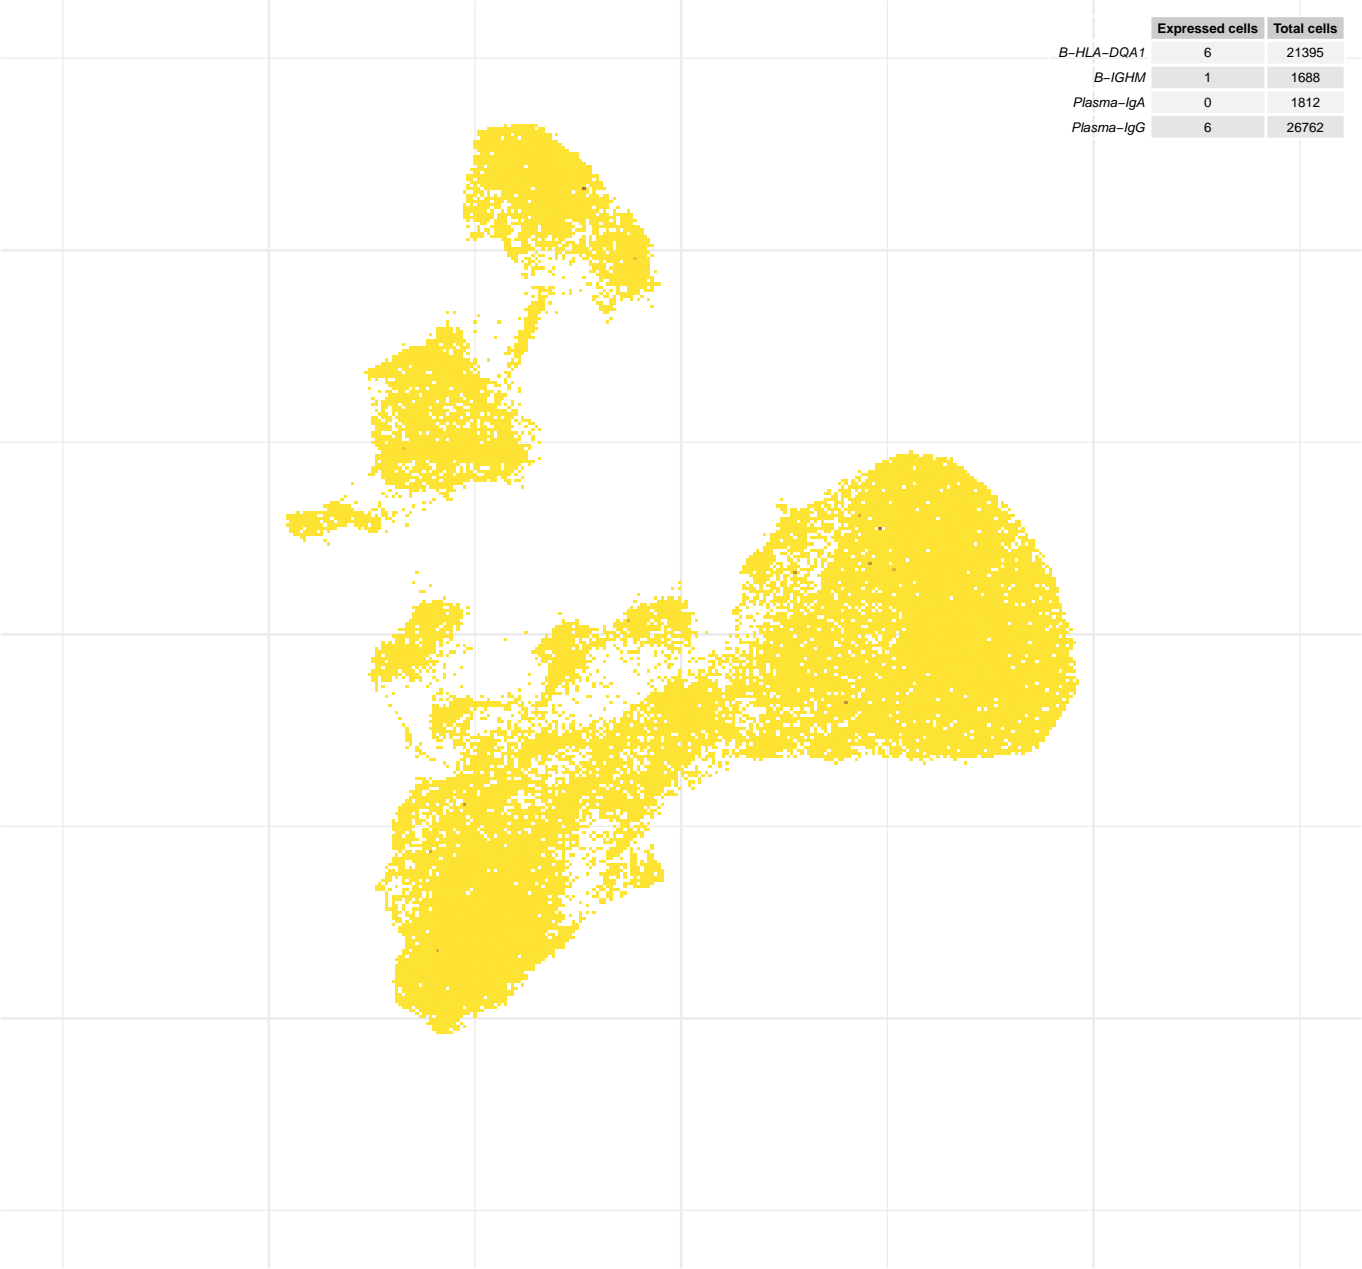 Expressed cells Total cells
B−HLA−DQA1 6 21395
B−IGHM 1 1688
Plasma−IgA 0 1812
Plasma−IgG 6 26762